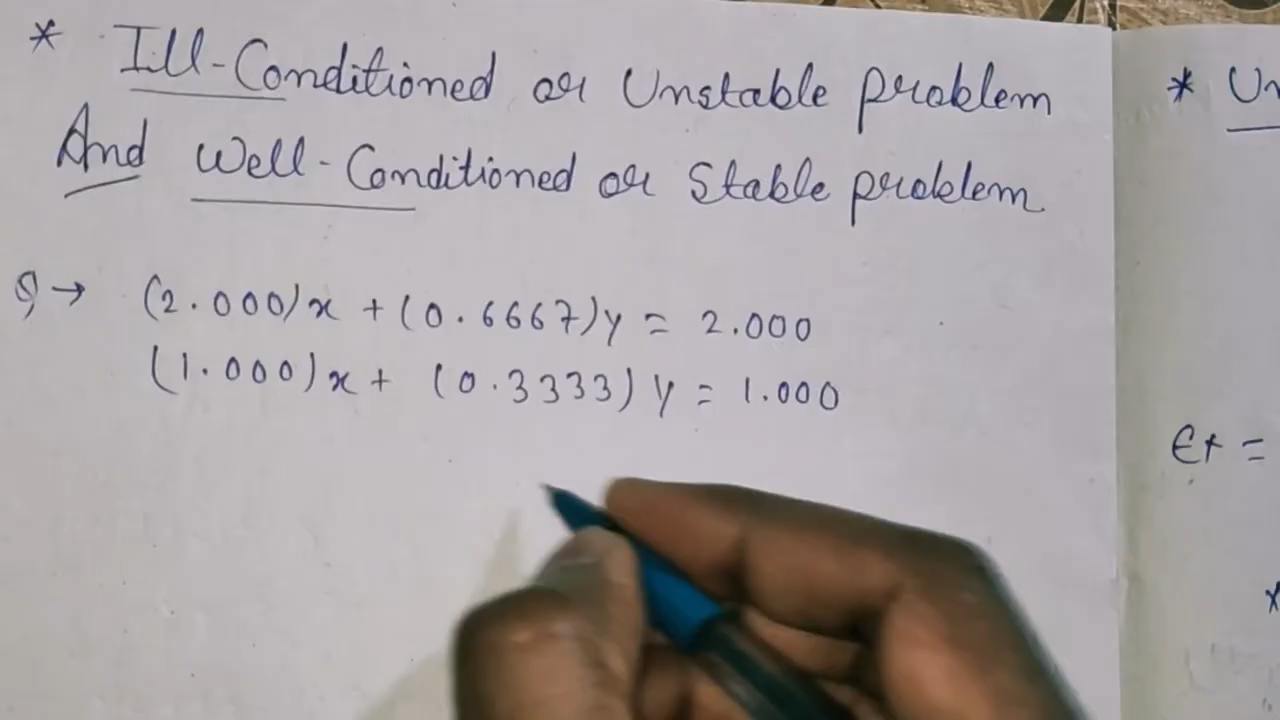 * Ill-Conditioned or Unstable problem
And Well-Conditioned or Stable problem
Q → (2.000)x + (0.6667)y = 2.000
(1.000)x + (0.3333)y = 1.000
* Un
Et =
*